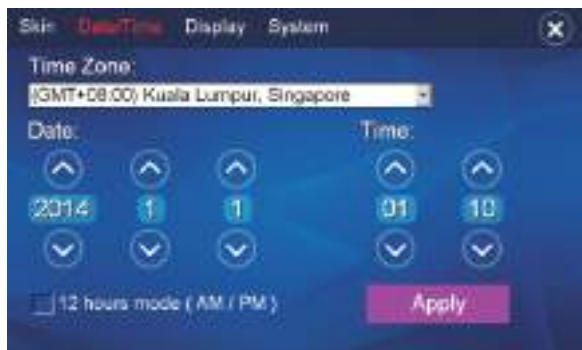 Skin Date/Time Display System
Time Zone:
(GMT+08:00) Kuala Lumpur, Singapore
Date: Time:
2014 1 1 01 10
12 hours mode ( AM / PM ) Apply